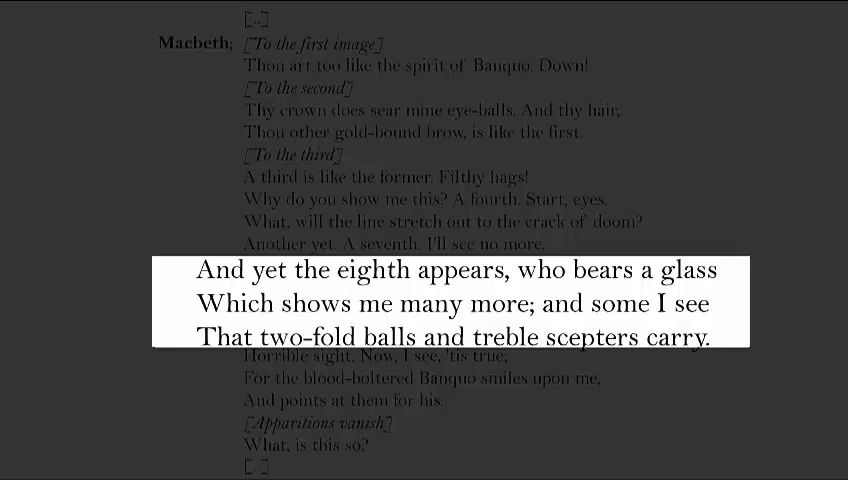 [..]
Macbeth; [To the first image]
Thou art too like the spirit of Banquo. Down!
[To the second]
Thy crown does sear mine eye-balls. And thy hair,
Thou other gold-bound brow, is like the first.
[To the third]
A third is like the former. Filthy hags!
Why do you show me this? A fourth. Start, eyes.
What, will the line stretch out to the crack of doom?
Another yet. A seventh. I'll see no more.
And yet the eighth appears, who bears a glass
Which shows me many more; and some I see
That two-fold balls and treble scepters carry.
Horrible sight. Now, I see, 'tis true;
For the blood-boltered Banquo smiles upon me,
And points at them for his.
[Apparitions vanish]
What, is this so?
[..]